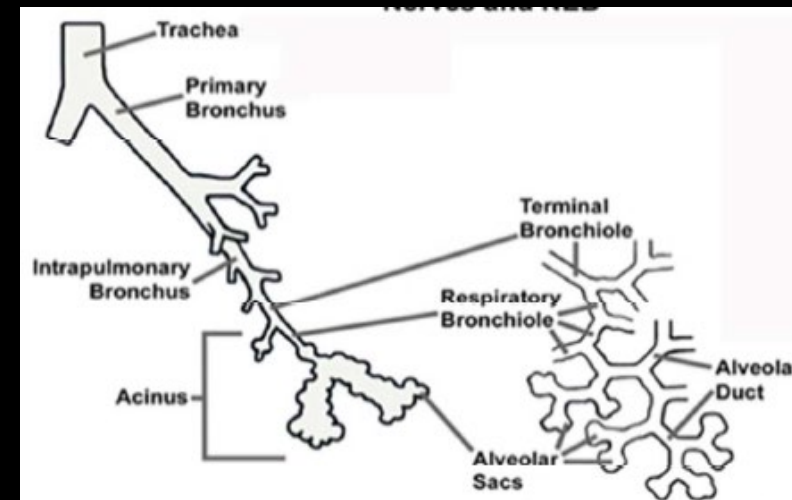 Trachea
Primary
Bronchus
Terminal
Bronchiole
Intrapulmonary
Bronchus
Respiratory
Bronchiole
Alveola
Duct
Acinus
Alveolar
Sacs